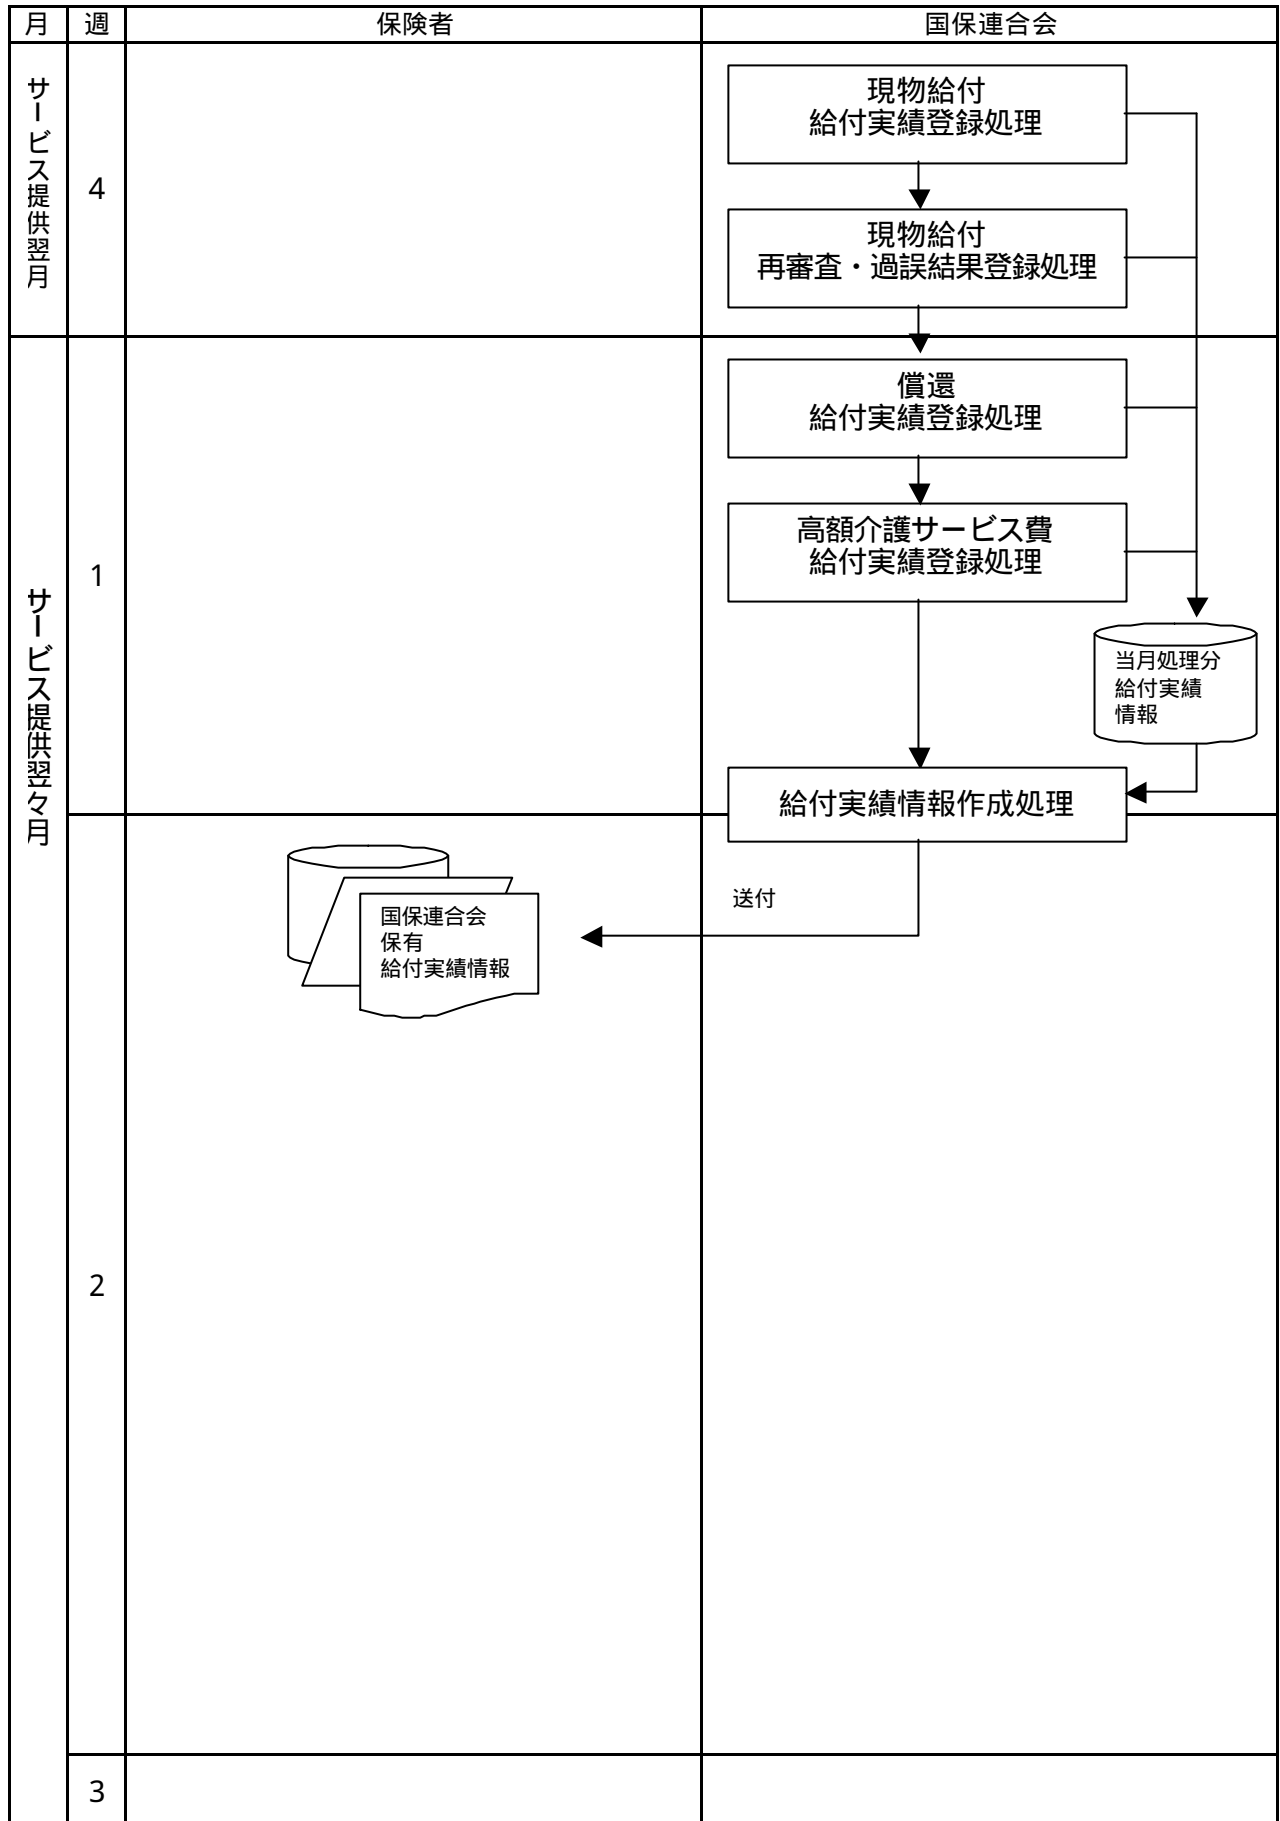 月 週 保険者 国保連合会
サービス提供翌月
4
現物給付
給付実績登録処理
現物給付
再審査・過誤結果登録処理
サービス提供翌々月
1
償還
給付実績登録処理
高額介護サービス費
給付実績登録処理
当月処理分
給付実績
情報
給付実績情報作成処理
2
送付
国保連合会
保有
給付実績情報
3